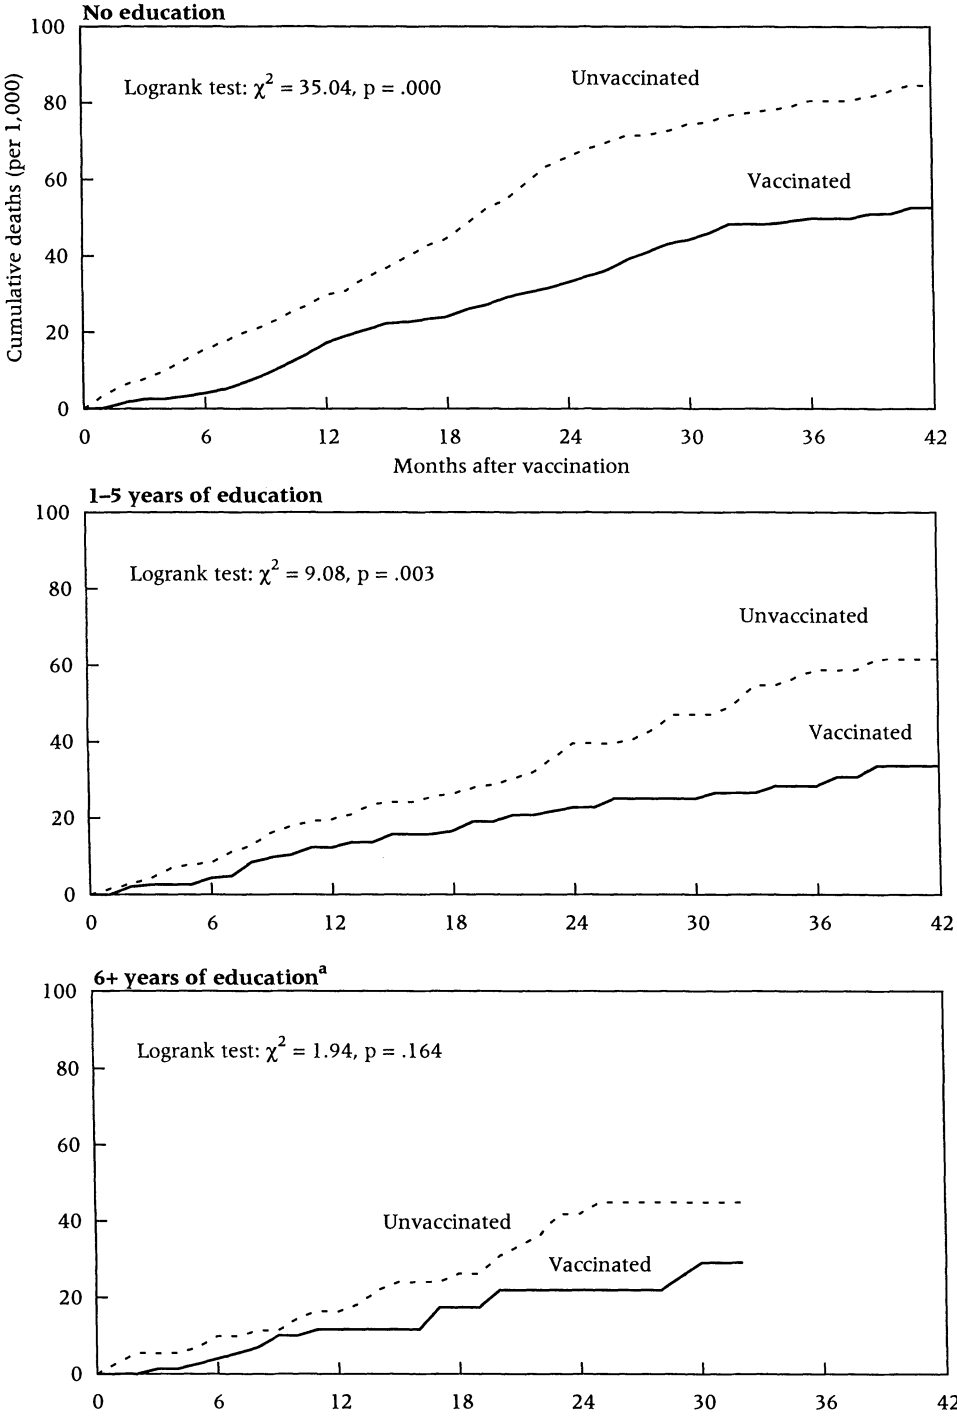 No education
100
80
60
40
20
0
Cumulative deaths (per 1,000)
Logrank test: χ² = 35.04, p = .000
Unvaccinated
Vaccinated
0 6 12 18 24 30 36 42
Months after vaccination
1–5 years of education
100
80
60
40
20
0
Logrank test: χ² = 9.08, p = .003
Unvaccinated
Vaccinated
0 6 12 18 24 30 36 42
6+ years of educationᵃ
100
80
60
40
20
0
Logrank test: χ² = 1.94, p = .164
Unvaccinated
Vaccinated
0 6 12 18 24 30 36 42